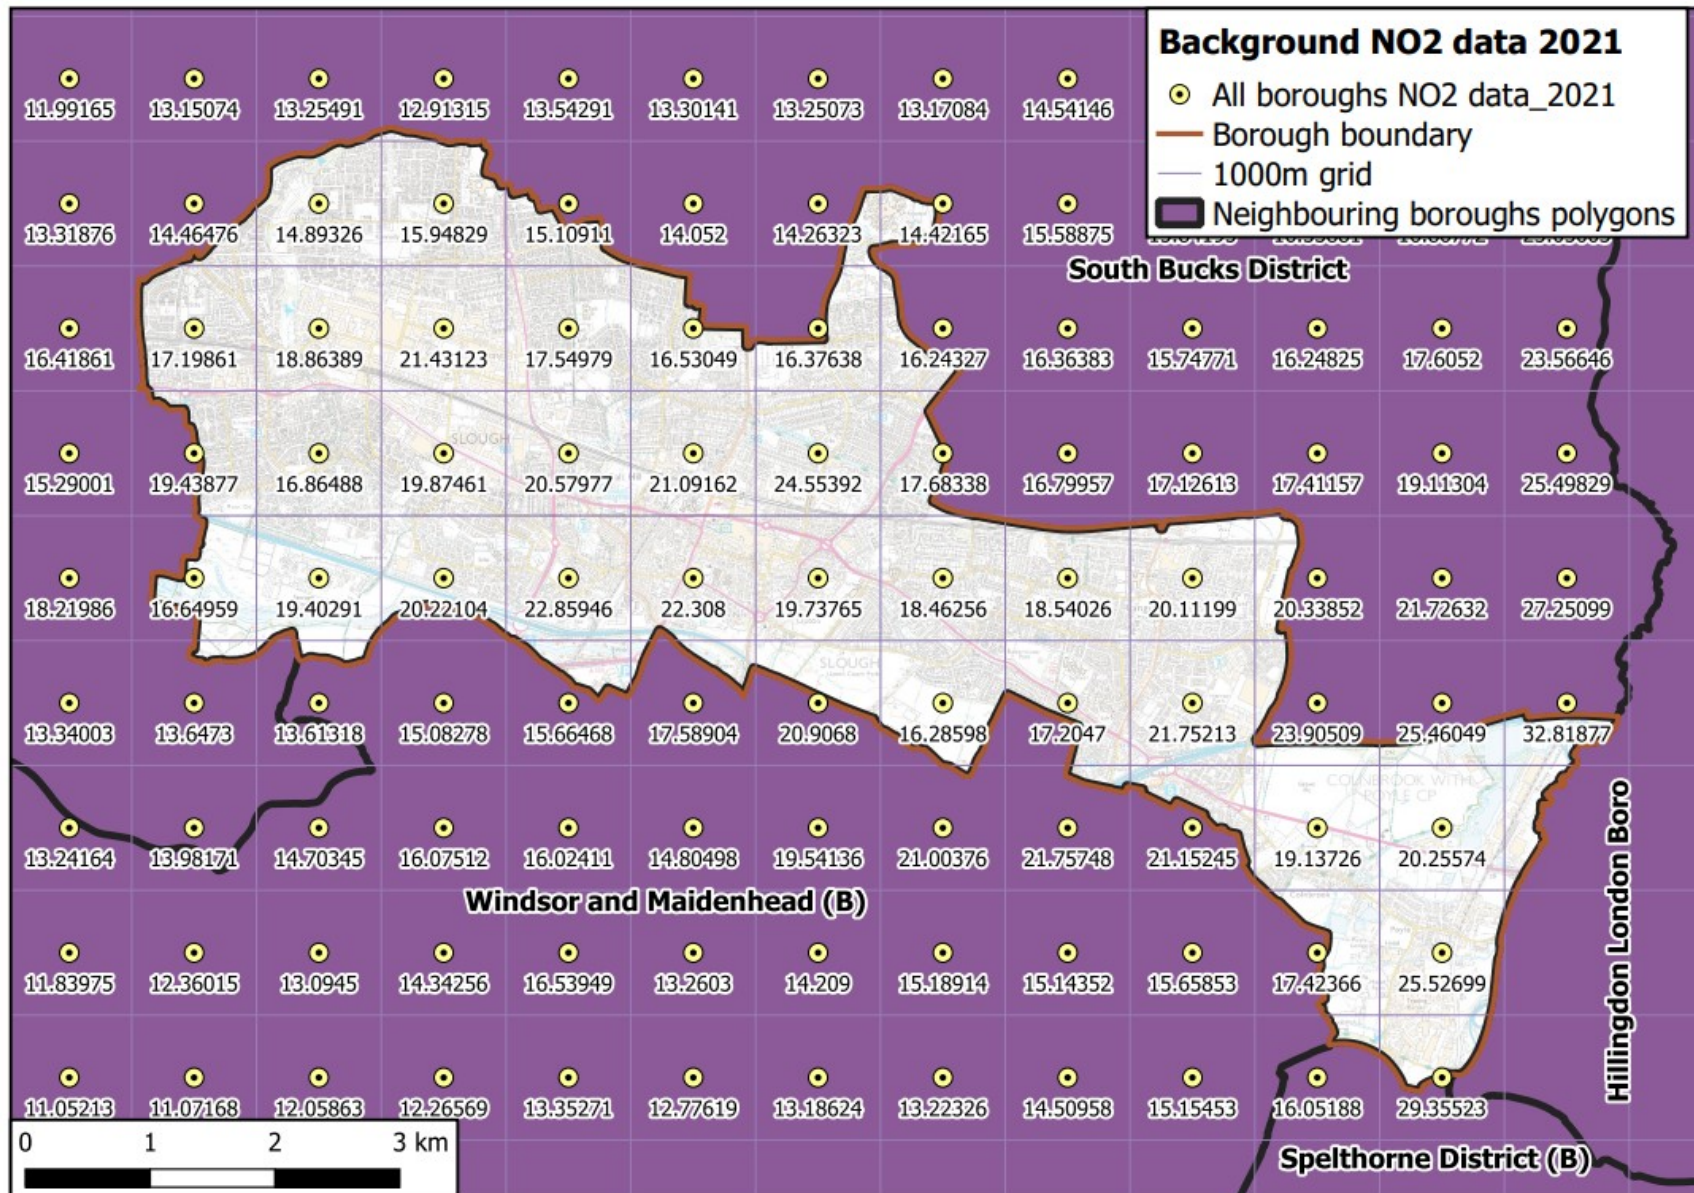 Background NO2 data 2021
All boroughs NO2 data_2021
Borough boundary
1000m grid
Neighbouring boroughs polygons
11.99165 13.15074 13.25491 12.91315 13.54291 13.30141 13.25073 13.17084 14.54146
13.31876 14.46476 14.89326 15.94829 15.10911 14.052 14.26323 14.42165 15.58875
South Bucks District
16.41861 17.19861 18.86389 21.43123 17.54979 16.53049 16.37638 16.24327 16.36383 15.74771 16.24825 17.6052 23.56646
SLOUGH
15.29001 19.43877 16.86488 19.87461 20.57977 21.09162 24.55392 17.68338 16.79957 17.12613 17.41157 19.11304 25.49829
18.21986 16.64959 19.40291 20.22104 22.85946 22.308 19.73765 18.46256 18.54026 20.11199 20.33852 21.72632 27.25099
SLOUGH
13.34003 13.6473 13.61318 15.08278 15.66468 17.58904 20.9068 16.28598 17.2047 21.75213 23.90509 25.46049 32.81877
COLNBROOK WITH
POYLE CP
13.24164 13.98171 14.70345 16.07512 16.02411 14.80498 19.54136 21.00376 21.75748 21.15245 19.13726 20.25574
Windsor and Maidenhead (B)
Hillingdon London Boro
11.83975 12.36015 13.0945 14.34256 16.53949 13.2603 14.209 15.18914 15.14352 15.65853 17.42366 25.52699
11.05213 11.07168 12.05863 12.26569 13.35271 12.77619 13.18624 13.22326 14.50958 15.15453 16.05188 29.35523
0 1 2 3 km
Spelthorne District (B)